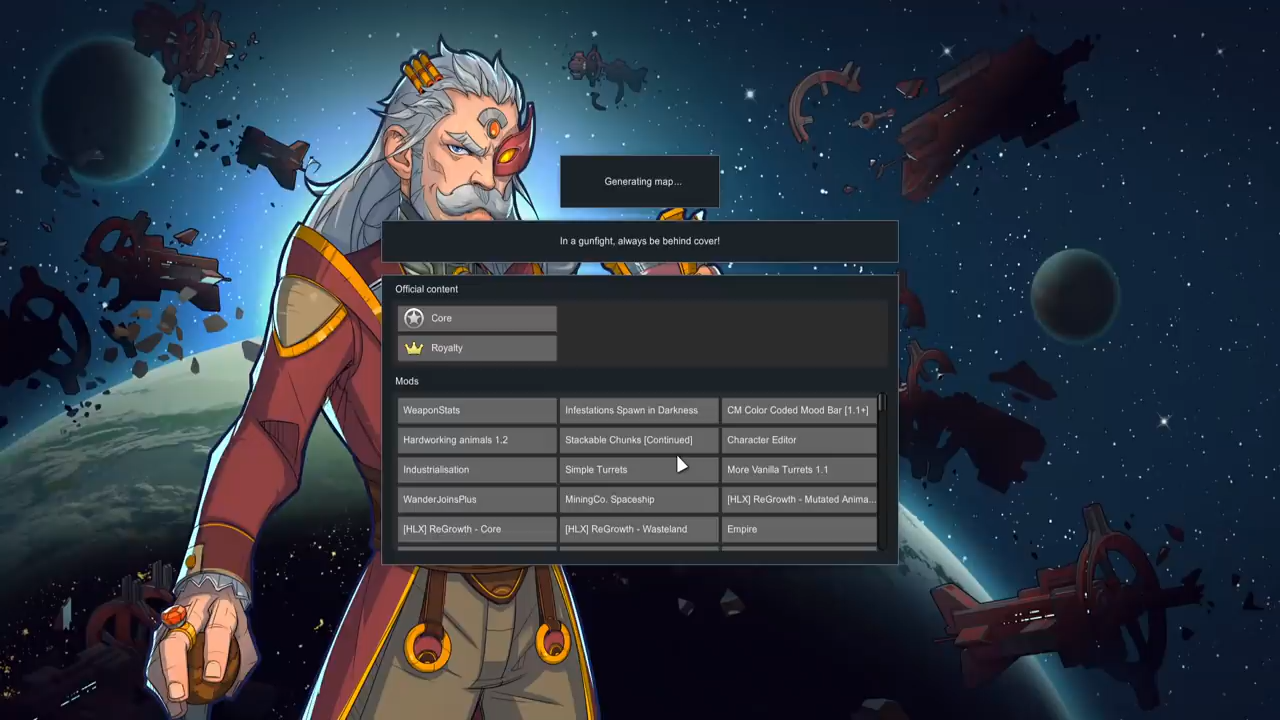 Generating map...
In a gunfight, always be behind cover!
Official content
Core
Royalty
Mods
WeaponStats
Infestations Spawn in Darkness
CM Color Coded Mood Bar [1.1+]
Hardworking animals 1.2
Stackable Chunks [Continued]
Character Editor
Industrialisation
Simple Turrets
More Vanilla Turrets 1.1
WanderJoinsPlus
MiningCo. Spaceship
[HLX] ReGrowth - Mutated Anima...
[HLX] ReGrowth - Core
[HLX] ReGrowth - Wasteland
Empire